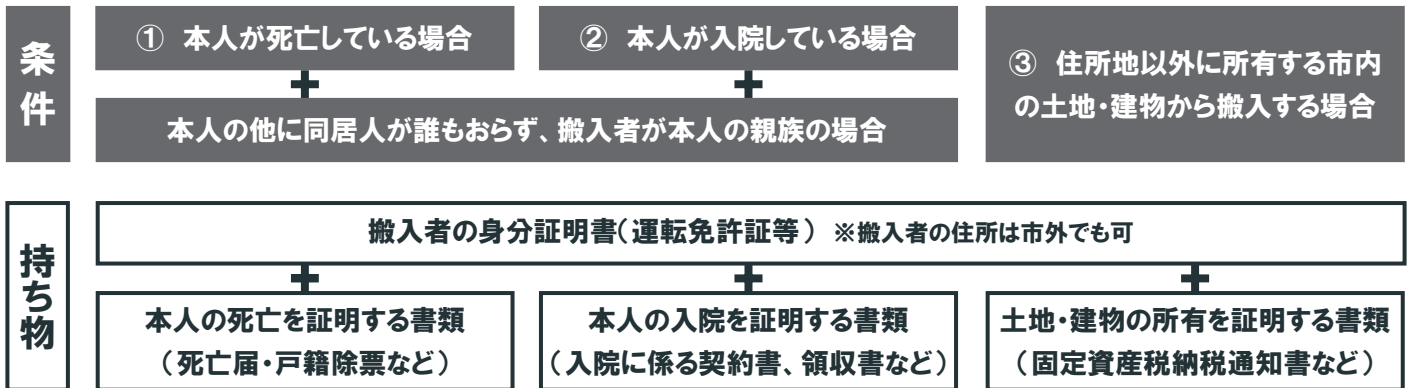 条件
① 本人が死亡している場合
② 本人が入院している場合
③ 住所地以外に所有する市内
の土地・建物から搬入する場合
+
+
本人の他に同居人が誰もおらず、搬入者が本人の親族の場合
持ち物
搬入者の身分証明書(運転免許証等) ※搬入者の住所は市外でも可
+
+
+
本人の死亡を証明する書類
(死亡届・戸籍除票など)
本人の入院を証明する書類
(入院に係る契約書、領収書など)
土地・建物の所有を証明する書類
(固定資産税納税通知書など)